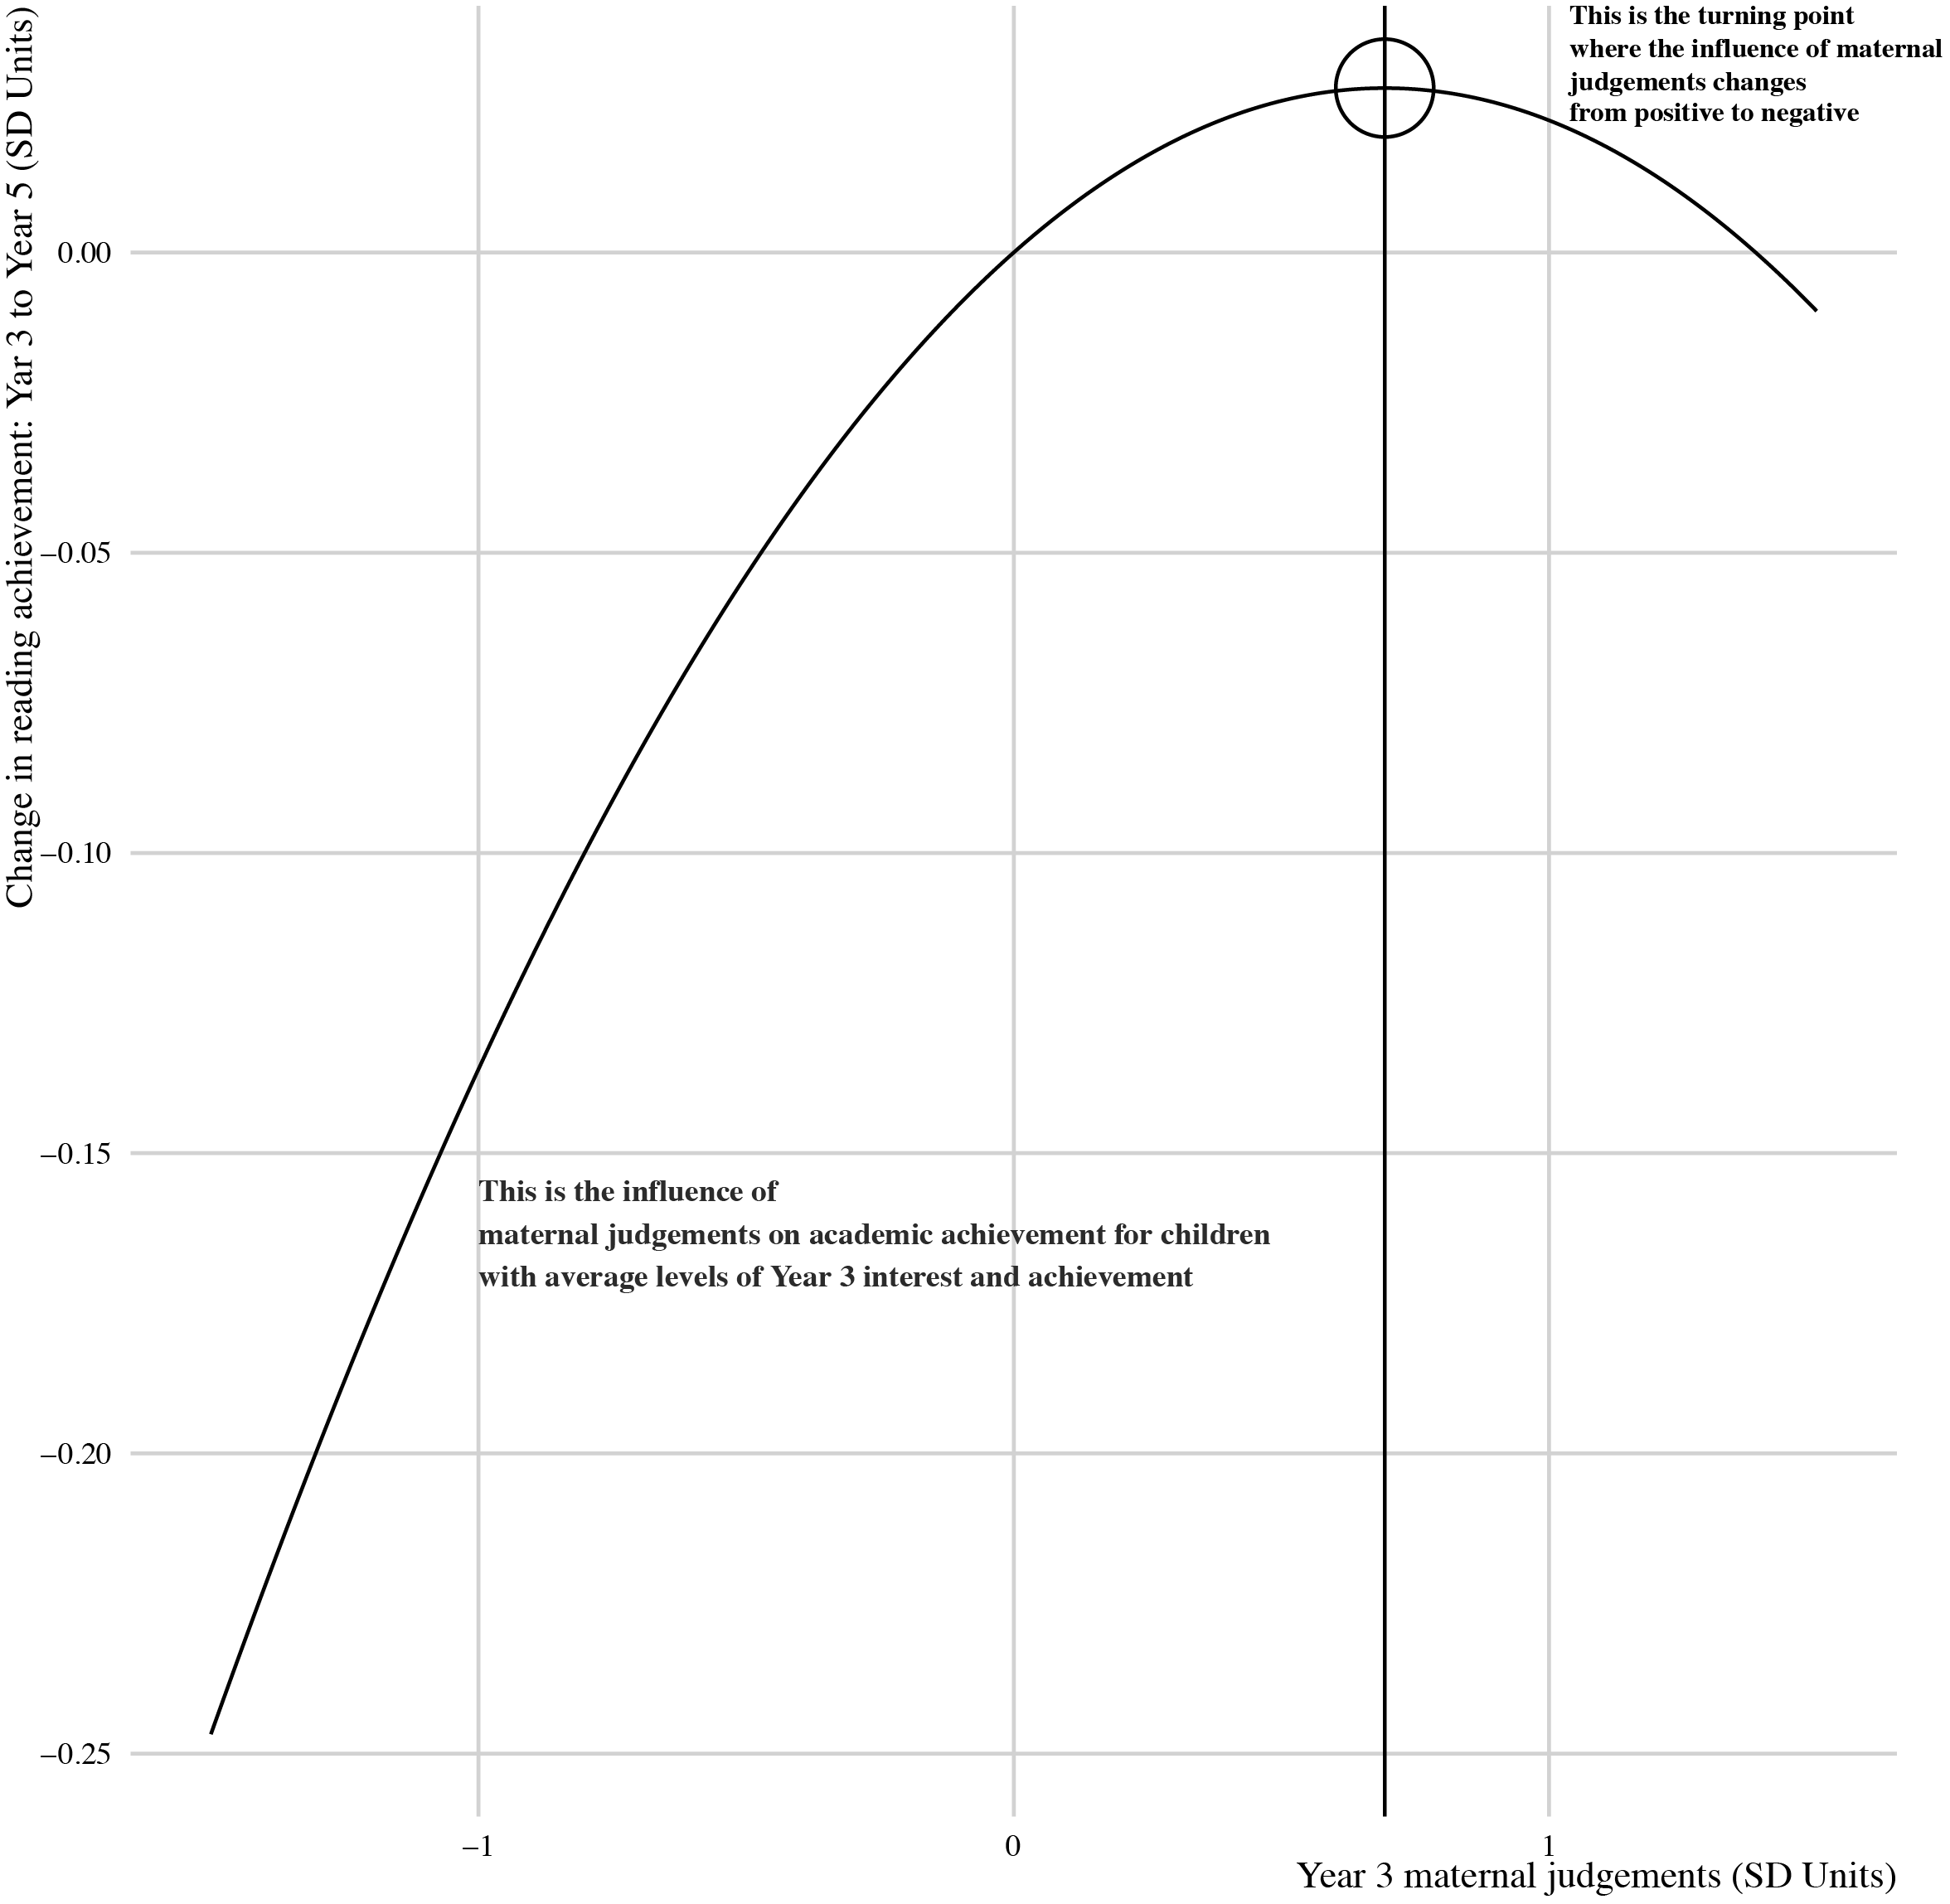 This is the turning point
where the influence of maternal
judgements changes
from positive to negative
Change in reading achievement: Yar 3 to Year 5 (SD Units)
0.00
–0.05
–0.10
–0.15
–0.20
–0.25
This is the influence of
maternal judgements on academic achievement for children
with average levels of Year 3 interest and achievement
–1
0
1
Year 3 maternal judgements (SD Units)